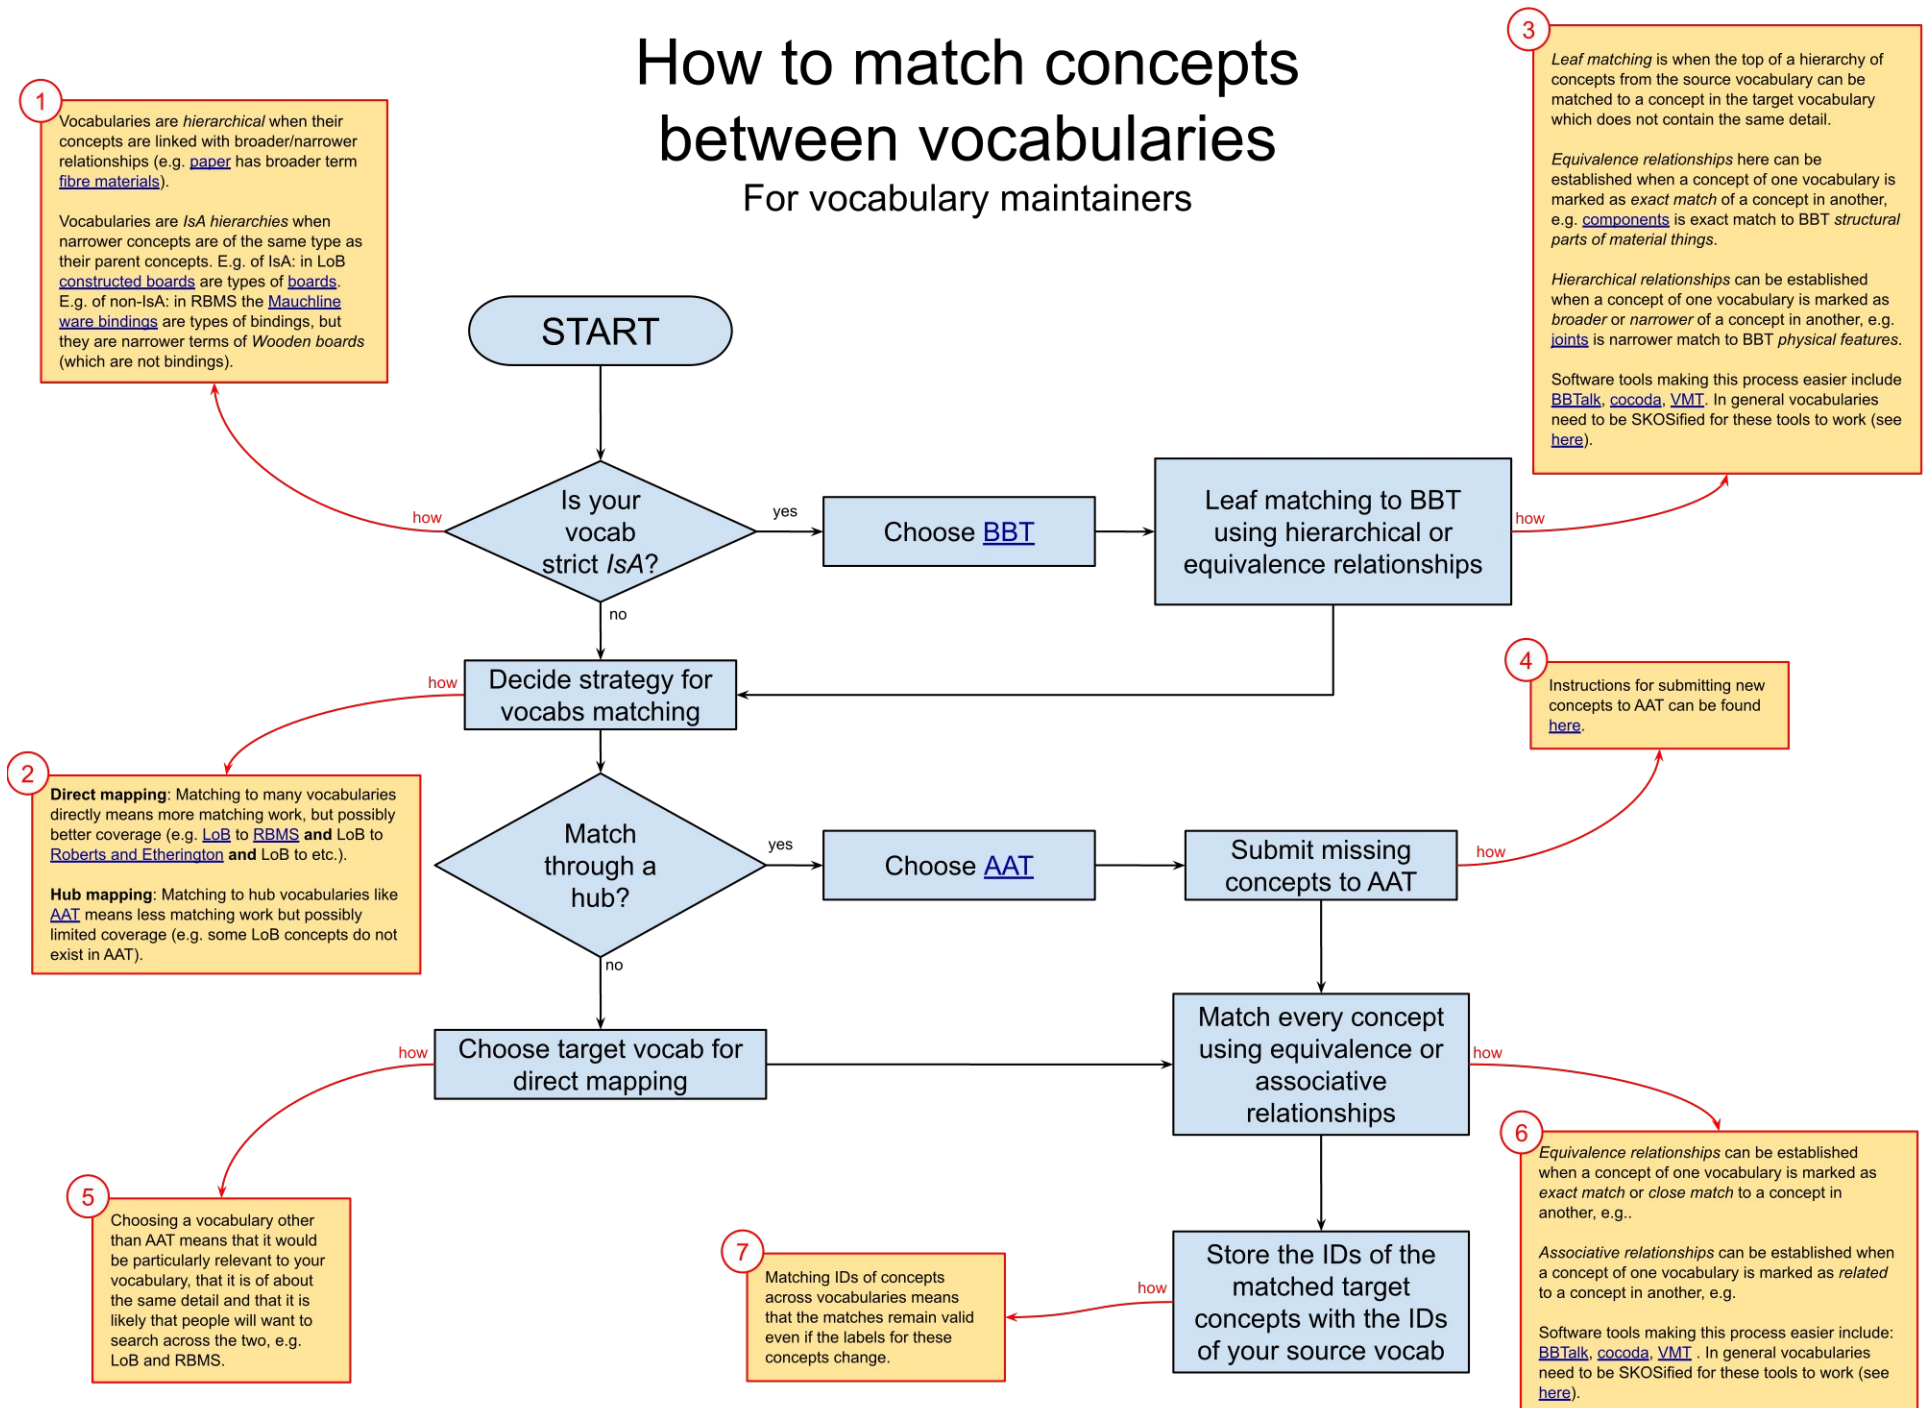 How to match concepts
between vocabularies
For vocabulary maintainers
1
Vocabularies are hierarchical when their
concepts are linked with broader/narrower
relationships (e.g. paper has broader term
fibre materials).
Vocabularies are IsA hierarchies when
narrower concepts are of the same type as
their parent concepts. E.g. of IsA: in LoB
constructed boards are types of boards.
E.g. of non-IsA: in RBMS the Mauchline
ware bindings are types of bindings, but
they are narrower terms of Wooden boards
(which are not bindings).
3
Leaf matching is when the top of a hierarchy of
concepts from the source vocabulary can be
matched to a concept in the target vocabulary
which does not contain the same detail.
Equivalence relationships here can be
established when a concept of one vocabulary is
marked as exact match of a concept in another,
e.g. components is exact match to BBT structural
parts of material things.
Hierarchical relationships can be established
when a concept of one vocabulary is marked as
broader or narrower of a concept in another, e.g.
joints is narrower match to BBT physical features.
Software tools making this process easier include
BBTalk, cocoda, VMT. In general vocabularies
need to be SKOSified for these tools to work (see
here).
START
how
Is your
vocab
strict IsA?
yes
Choose BBT
Leaf matching to BBT
using hierarchical or
equivalence relationships
how
no
how
Decide strategy for
vocabs matching
4
Instructions for submitting new
concepts to AAT can be found
here.
2
Direct mapping: Matching to many vocabularies
directly means more matching work, but possibly
better coverage (e.g. LoB to RBMS and LoB to
Roberts and Etherington and LoB to etc.).
Hub mapping: Matching to hub vocabularies like
AAT means less matching work but possibly
limited coverage (e.g. some LoB concepts do not
exist in AAT).
Match
through a
hub?
yes
Choose AAT
Submit missing
concepts to AAT
how
no
how
Choose target vocab for
direct mapping
Match every concept
using equivalence or
associative
relationships
how
5
Choosing a vocabulary other
than AAT means that it would
be particularly relevant to your
vocabulary, that it is of about
the same detail and that it is
likely that people will want to
search across the two, e.g.
LoB and RBMS.
7
Matching IDs of concepts
across vocabularies means
that the matches remain valid
even if the labels for these
concepts change.
how
Store the IDs of the
matched target
concepts with the IDs
of your source vocab
6
Equivalence relationships can be established
when a concept of one vocabulary is marked as
exact match or close match to a concept in
another, e.g..
Associative relationships can be established when
a concept of one vocabulary is marked as related
to a concept in another, e.g.
Software tools making this process easier include:
BBTalk, cocoda, VMT . In general vocabularies
need to be SKOSified for these tools to work (see
here).